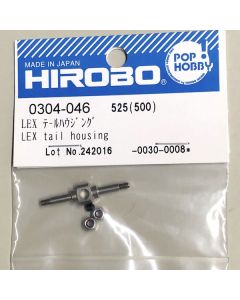 POP
HOBBY
MADE IN JAPAN
HIROBO
0304-046 525(500)
LEX ﾃｰﾙﾊｳｼﾞﾝｸﾞ
LEX tail housing
Lot No.242016 -0030-0008*